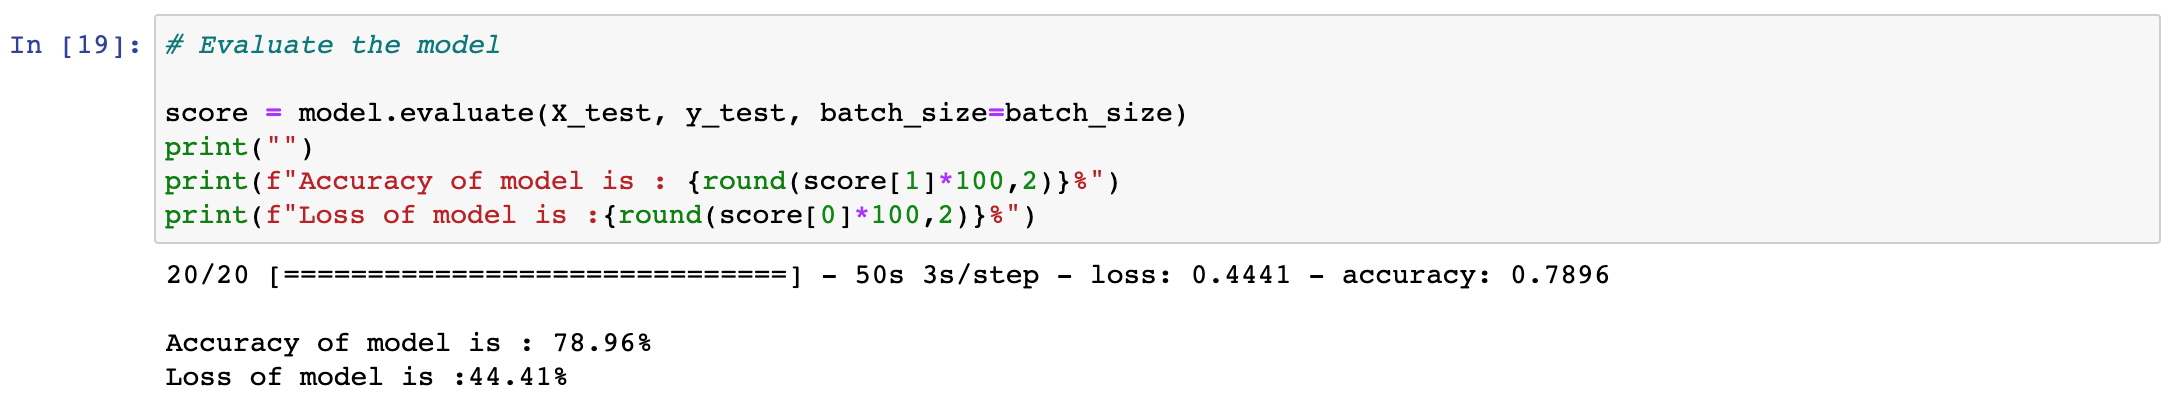 In [19]: # Evaluate the model
score = model.evaluate(X_test, y_test, batch_size=batch_size)
print("")
print(f"Accuracy of model is : {round(score[1]*100,2)}%")
print(f"Loss of model is :{round(score[0]*100,2)}%")
20/20 [==============================] - 50s 3s/step - loss: 0.4441 - accuracy: 0.7896
Accuracy of model is : 78.96%
Loss of model is :44.41%